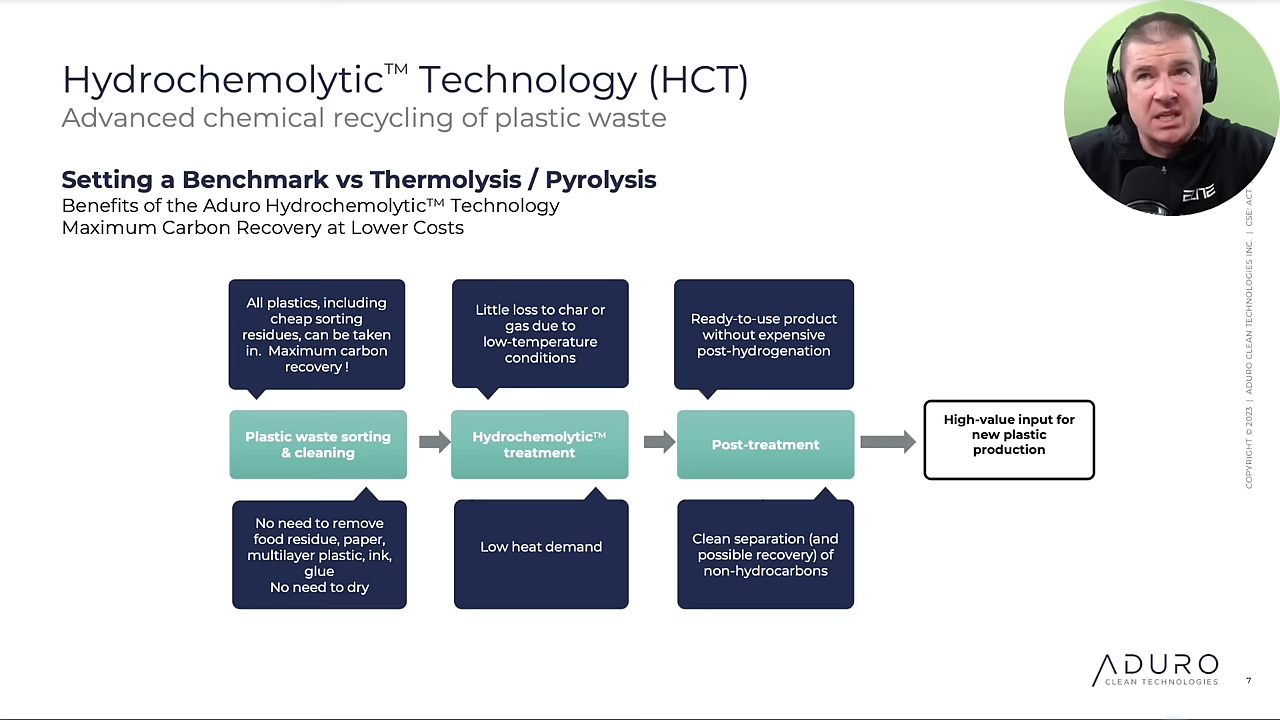 Hydrochemolytic™ Technology (HCT)
Advanced chemical recycling of plastic waste
Setting a Benchmark vs Thermolysis / Pyrolysis
Benefits of the Aduro Hydrochemolytic™ Technology
Maximum Carbon Recovery at Lower Costs
All plastics, including
cheap sorting
residues, can be taken
in. Maximum carbon
recovery !
Little loss to char or
gas due to
low-temperature
conditions
Ready-to-use product
without expensive
post-hydrogenation
Plastic waste sorting
& cleaning
Hydrochemolytic™
treatment
Post-treatment
High-value input for
new plastic
production
No need to remove
food residue, paper,
multilayer plastic, ink,
glue
No need to dry
Low heat demand
Clean separation (and
possible recovery) of
non-hydrocarbons
COPYRIGHT © 2023 | ADURO CLEAN TECHNOLOGIES INC. | CSE: ACT
ADURO
CLEAN TECHNOLOGIES
7